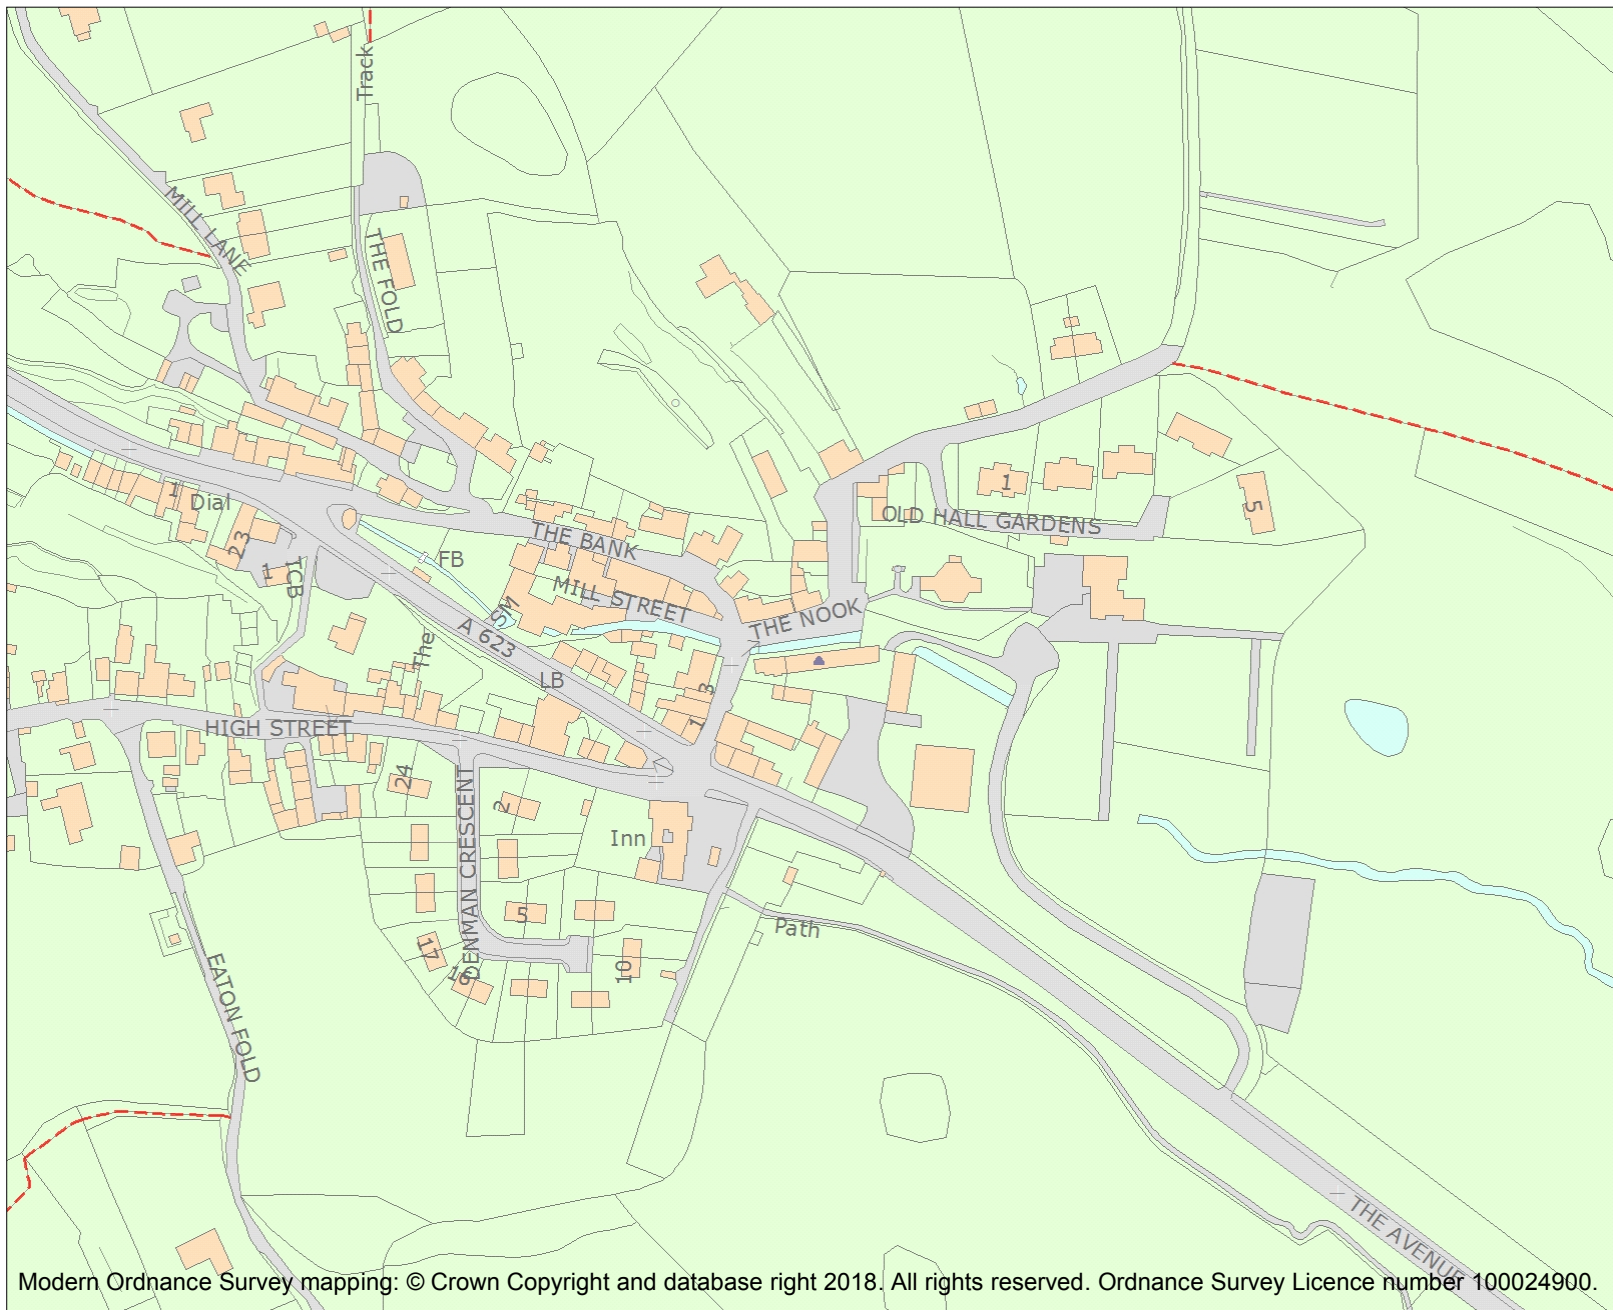 Track
MILL LANE
THE FOLD
1
Dial
23
1
TCB
FB
THE BANK
MILL STREET
SM
A 623
The
LB
THE NOOK
OLD HALL GARDENS
1
5
3
1
HIGH STREET
24
2
Inn
DENMAN CRESCENT
5
17
16
10
Path
EATON FOLD
THE AVENUE
Modern Ordnance Survey mapping: © Crown Copyright and database right 2018. All rights reserved. Ordnance Survey Licence number 100024900.